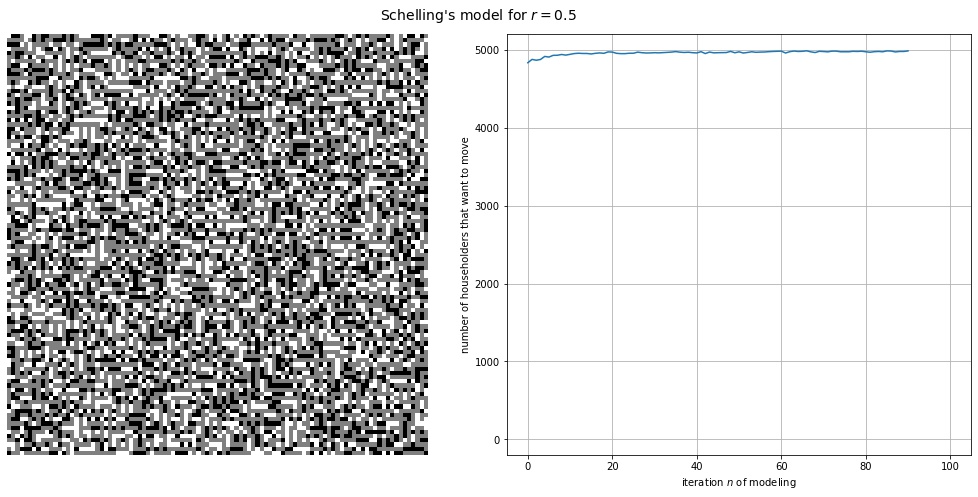 Schelling's model for r = 0.5
number of householders that want to move
5000
4000
3000
2000
1000
0
0 20 40 60 80 100
iteration n of modeling